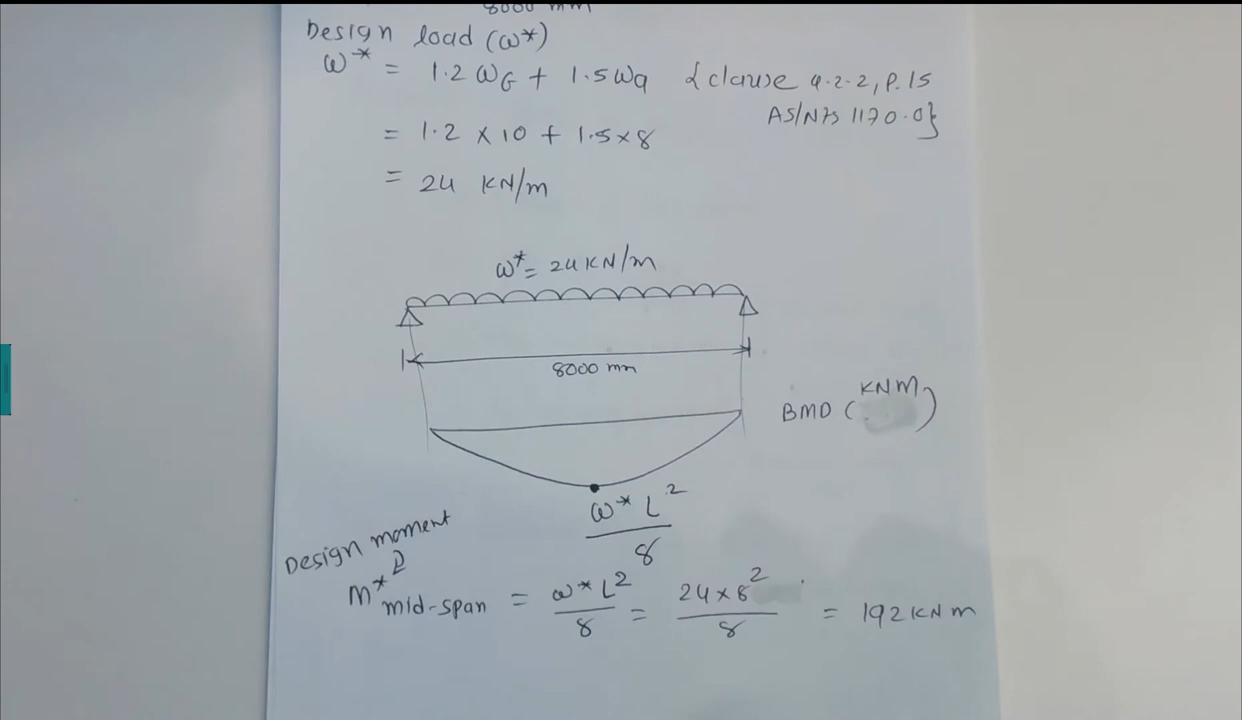 8000 mm
Design load (ω*)
ω* = 1.2 ωG + 1.5 ωq {clause 4.2.2, P.15
AS/NZS 1170.0}
= 1.2 × 10 + 1.5 × 8
= 24 KN/m
ω* = 24 KN/m
8000 mm
BMD (KNM)
ω* L²
8
Design moment
M* mid-span = ω* L²/8 = 24 × 8²/8 = 192 KN m